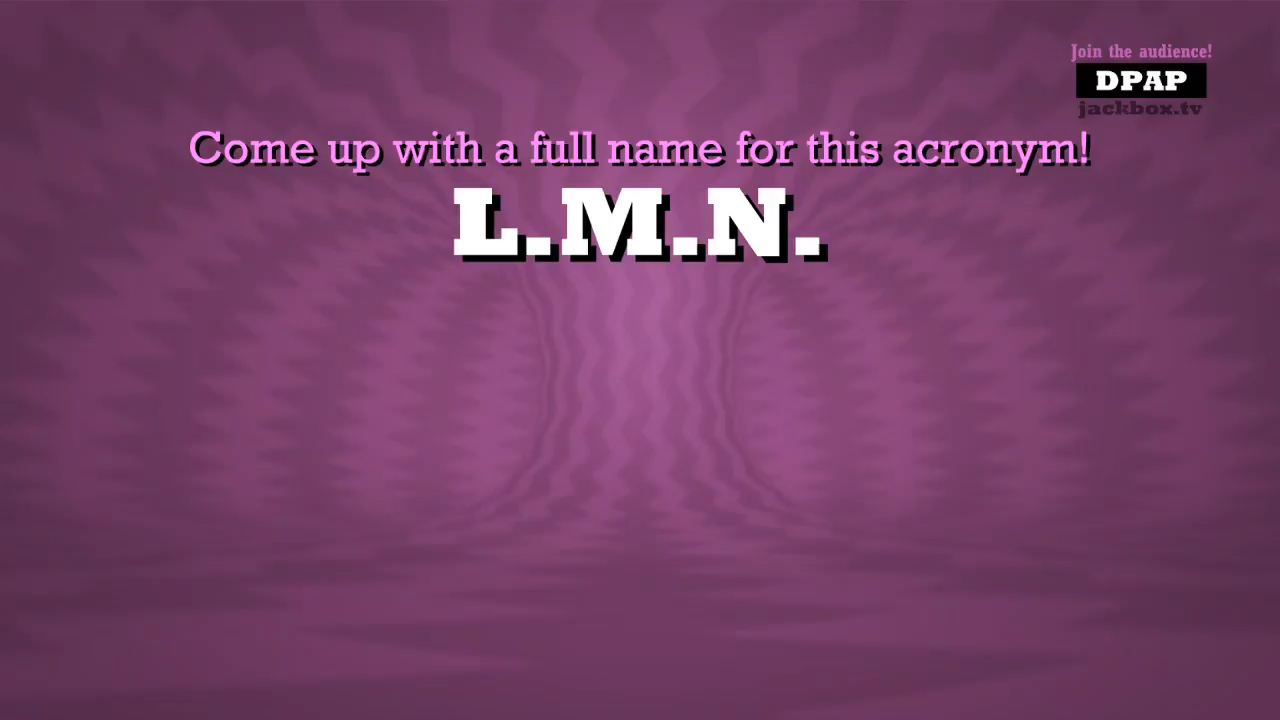 Join the audience!
DPAP
jackbox.tv
Come up with a full name for this acronym!
L.M.N.